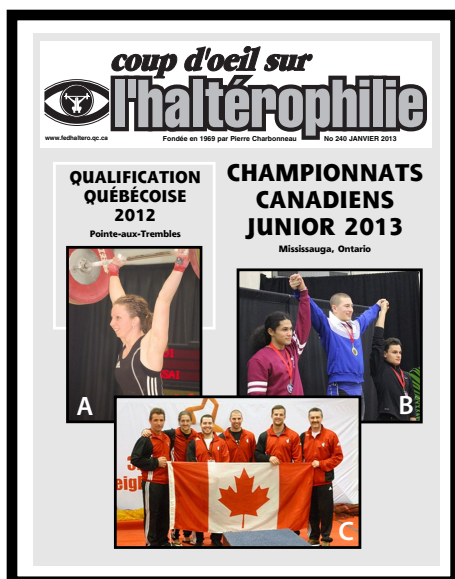 coup d'oeil sur
l'haltérophilie
www.fedhaltero.qc.ca
Fondée en 1969 par Pierre Charbonneau
No 240 JANVIER 2013
QUALIFICATION
QUÉBÉCOISE
2012
Pointe-aux-Trembles
CHAMPIONNATS
CANADIENS
JUNIOR 2013
Mississauga, Ontario
A
B
C